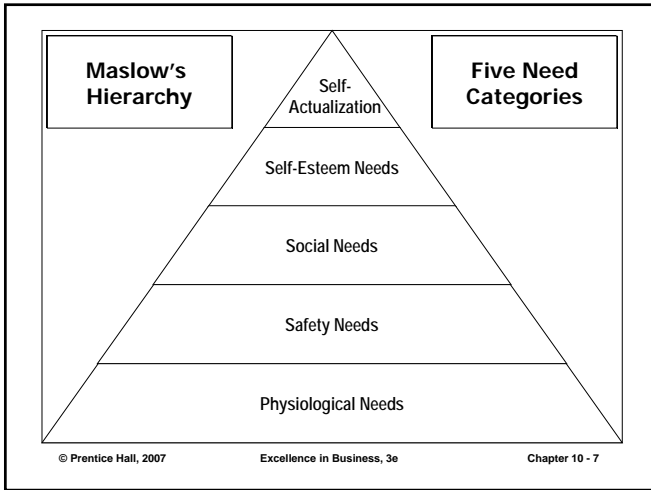 Maslow's
Hierarchy
Five Need
Categories
Self-
Actualization
Self-Esteem Needs
Social Needs
Safety Needs
Physiological Needs
© Prentice Hall, 2007 Excellence in Business, 3e Chapter 10 - 7